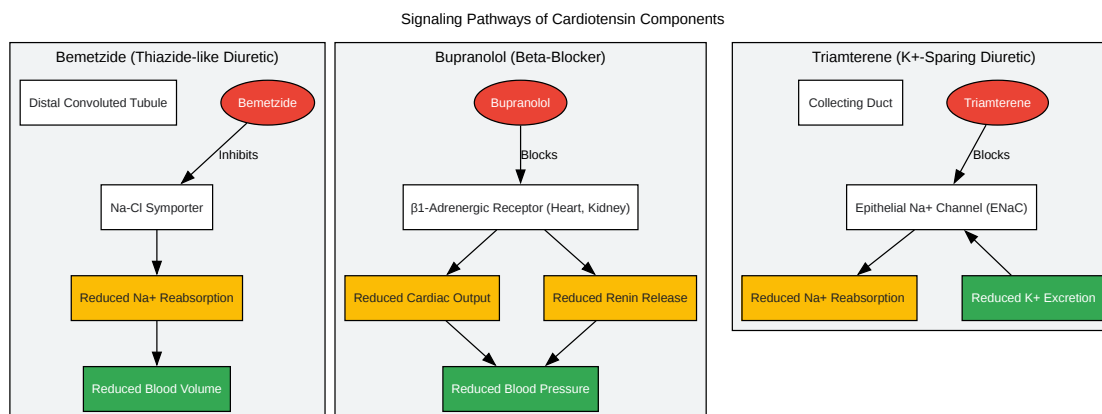 Signaling Pathways of Cardiotensin Components
Bemetzide (Thiazide-like Diuretic)
Distal Convoluted Tubule
Bemetzide
Inhibits
Na-Cl Symporter
Reduced Na+ Reabsorption
Reduced Blood Volume
Bupranolol (Beta-Blocker)
Bupranolol
Blocks
β1-Adrenergic Receptor (Heart, Kidney)
Reduced Cardiac Output
Reduced Renin Release
Reduced Blood Pressure
Triamterene (K+-Sparing Diuretic)
Collecting Duct
Triamterene
Blocks
Epithelial Na+ Channel (ENaC)
Reduced Na+ Reabsorption
Reduced K+ Excretion